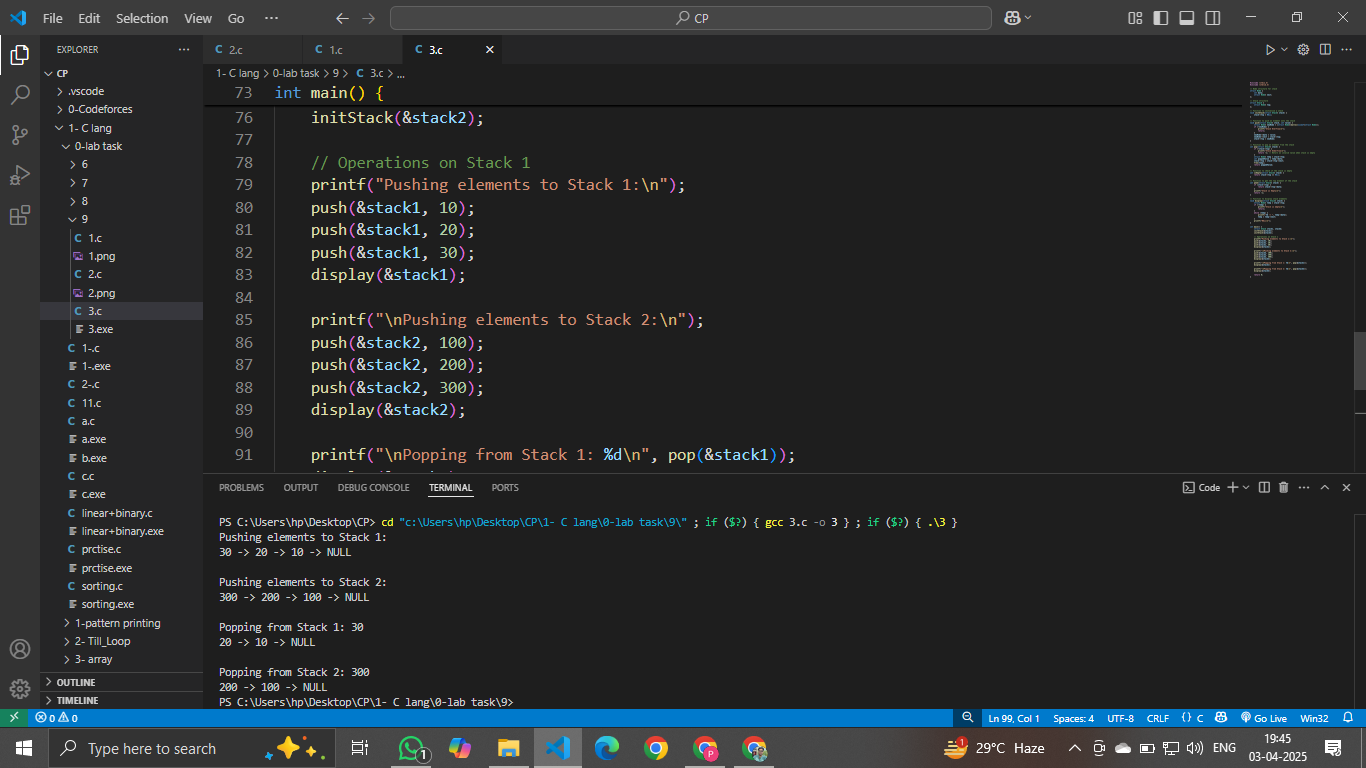 File Edit Selection View Go ··· CP
EXPLORER ···
CP
.vscode
0-Codeforces
1- C lang
0-lab task
6
7
8
9
C 1.c
1.png
C 2.c
2.png
C 3.c
3.exe
C 1-.c
1-.exe
C 2-.c
C 11.c
C a.c
a.exe
b.exe
C c.c
c.exe
C linear+binary.c
linear+binary.exe
C prctise.c
prctise.exe
C sorting.c
sorting.exe
1-pattern printing
2- Till_Loop
3- array
OUTLINE
TIMELINE
C 2.c C 1.c C 3.c
1- C lang > 0-lab task > 9 > C 3.c > ...
73 int main() {
76 initStack(&stack2);
77
78 // Operations on Stack 1
79 printf("Pushing elements to Stack 1:\n");
80 push(&stack1, 10);
81 push(&stack1, 20);
82 push(&stack1, 30);
83 display(&stack1);
84
85 printf("\nPushing elements to Stack 2:\n");
86 push(&stack2, 100);
87 push(&stack2, 200);
88 push(&stack2, 300);
89 display(&stack2);
90
91 printf("\nPopping from Stack 1: %d\n", pop(&stack1));
PROBLEMS OUTPUT DEBUG CONSOLE TERMINAL PORTS Code
PS C:\Users\hp\Desktop\CP> cd "c:\Users\hp\Desktop\CP\1- C lang\0-lab task\9\" ; if ($?) { gcc 3.c -o 3 } ; if ($?) { .\3 }
Pushing elements to Stack 1:
30 -> 20 -> 10 -> NULL
Pushing elements to Stack 2:
300 -> 200 -> 100 -> NULL
Popping from Stack 1: 30
20 -> 10 -> NULL
Popping from Stack 2: 300
200 -> 100 -> NULL
PS C:\Users\hp\Desktop\CP\1- C lang\0-lab task\9>
0 0 Ln 99, Col 1 Spaces: 4 UTF-8 CRLF {} C Go Live Win32
Type here to search 1 P 1 29°C Haze ENG 19:45
03-04-2025